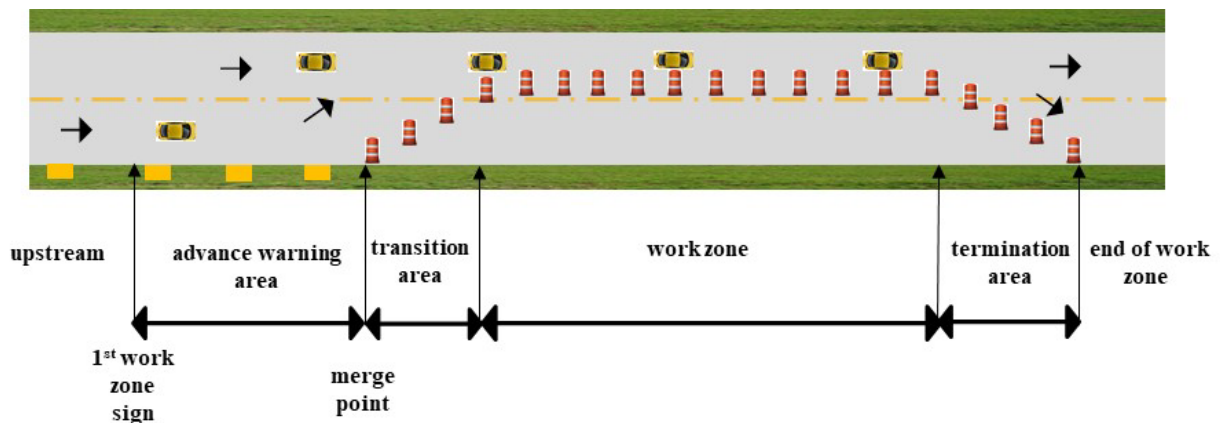 upstream
advance warning
area
transition
area
work zone
termination
area
end of work
zone
1st work
zone
sign
merge
point